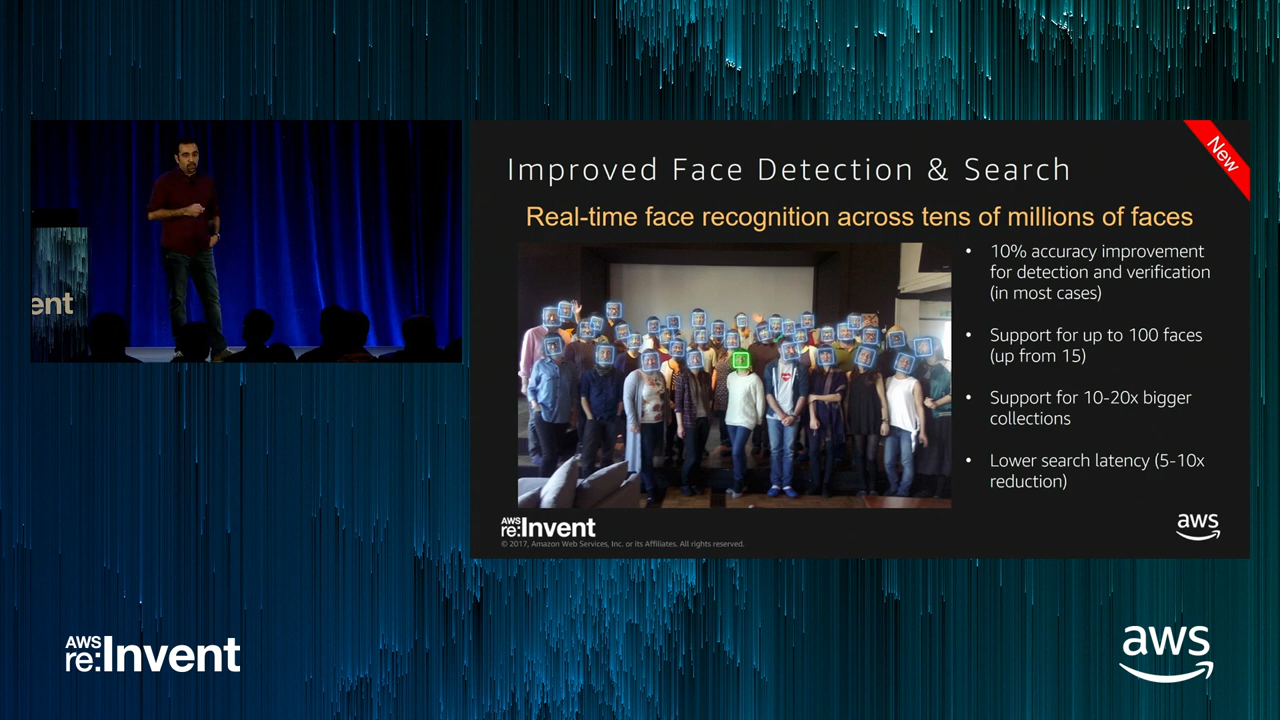 ent
New
Improved Face Detection & Search
Real-time face recognition across tens of millions of faces
• 10% accuracy improvement
for detection and verification
(in most cases)
• Support for up to 100 faces
(up from 15)
• Support for 10-20x bigger
collections
• Lower search latency (5-10x
reduction)
AWS
re:Invent
© 2017, Amazon Web Services, Inc. or its Affiliates. All rights reserved.
aws
AWS
re:Invent
aws